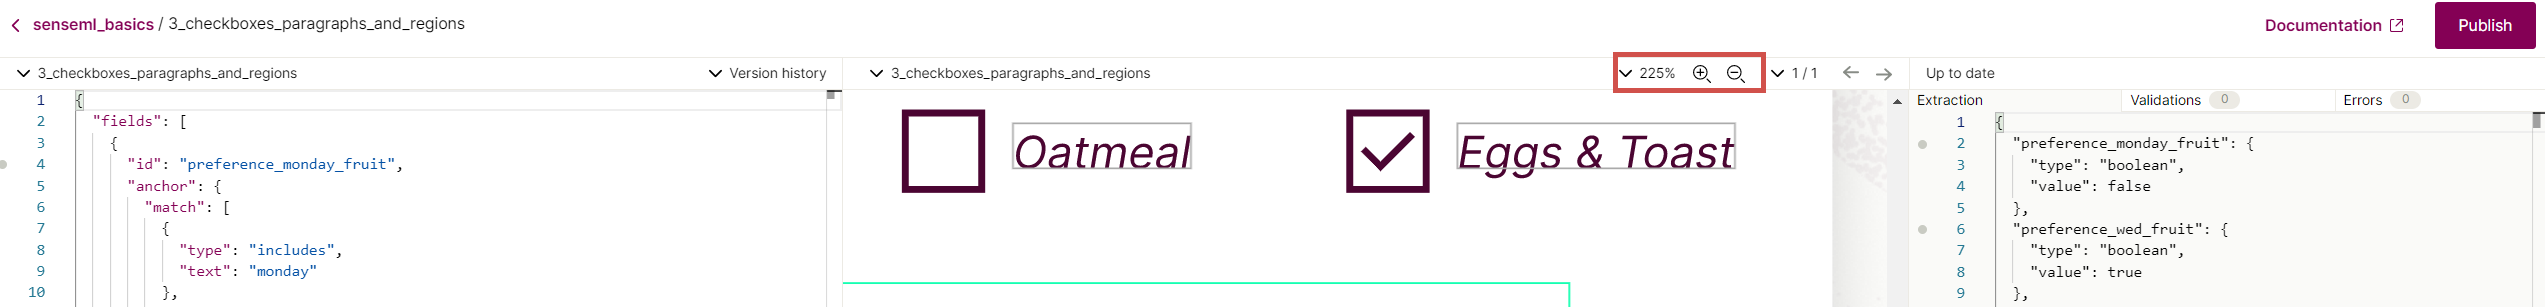 senseml_basics / 3_checkboxes_paragraphs_and_regions
Documentation
Publish
3_checkboxes_paragraphs_and_regions
Version history
3_checkboxes_paragraphs_and_regions
225%
1 / 1
Up to date
1 {
2 "fields": [
3 {
4 "id": "preference_monday_fruit",
5 "anchor": {
6 "match": [
7 {
8 "type": "includes",
9 "text": "monday"
10 },
Oatmeal
Eggs & Toast
Extraction
Validations 0
Errors 0
1 {
2 "preference_monday_fruit": {
3 "type": "boolean",
4 "value": false
5 },
6 "preference_wed_fruit": {
7 "type": "boolean",
8 "value": true
9 },